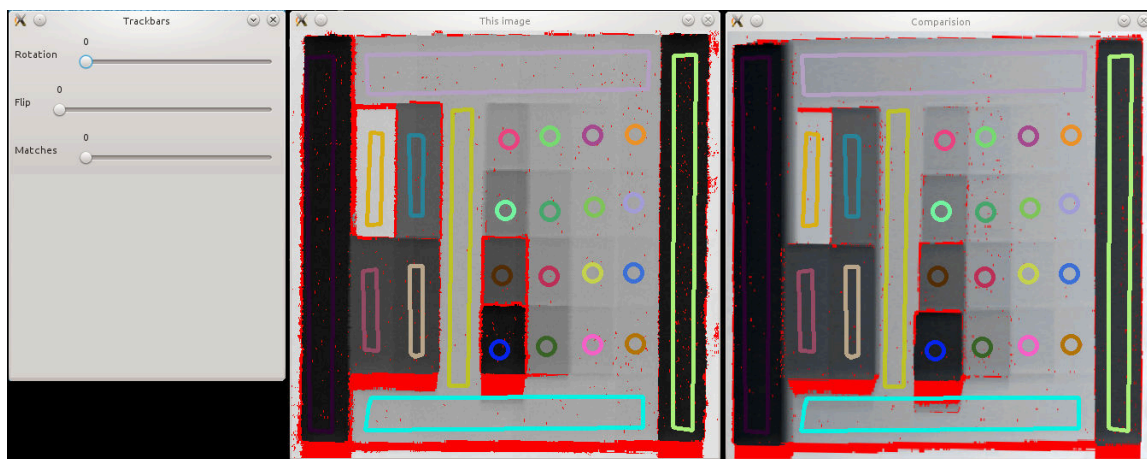 Trackbars
0
Rotation
0
Flip
0
Matches
This image
Comparision